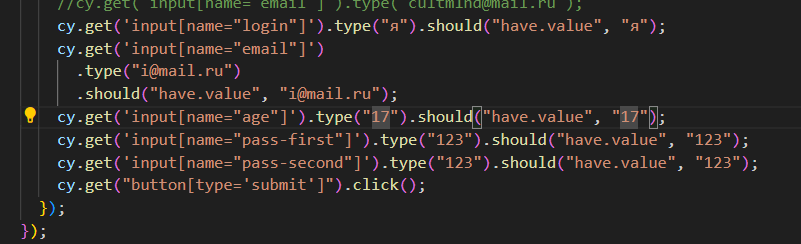 //cy.get('input[name="email"]').type("cultmind@mail.ru");
cy.get('input[name="login"]').type("я").should("have.value", "я");
cy.get('input[name="email"]')
.type("i@mail.ru")
.should("have.value", "i@mail.ru");
cy.get('input[name="age"]').type("17").should("have.value", "17");
cy.get('input[name="pass-first"]').type("123").should("have.value", "123");
cy.get('input[name="pass-second"]').type("123").should("have.value", "123");
cy.get("button[type='submit']").click();
});
});